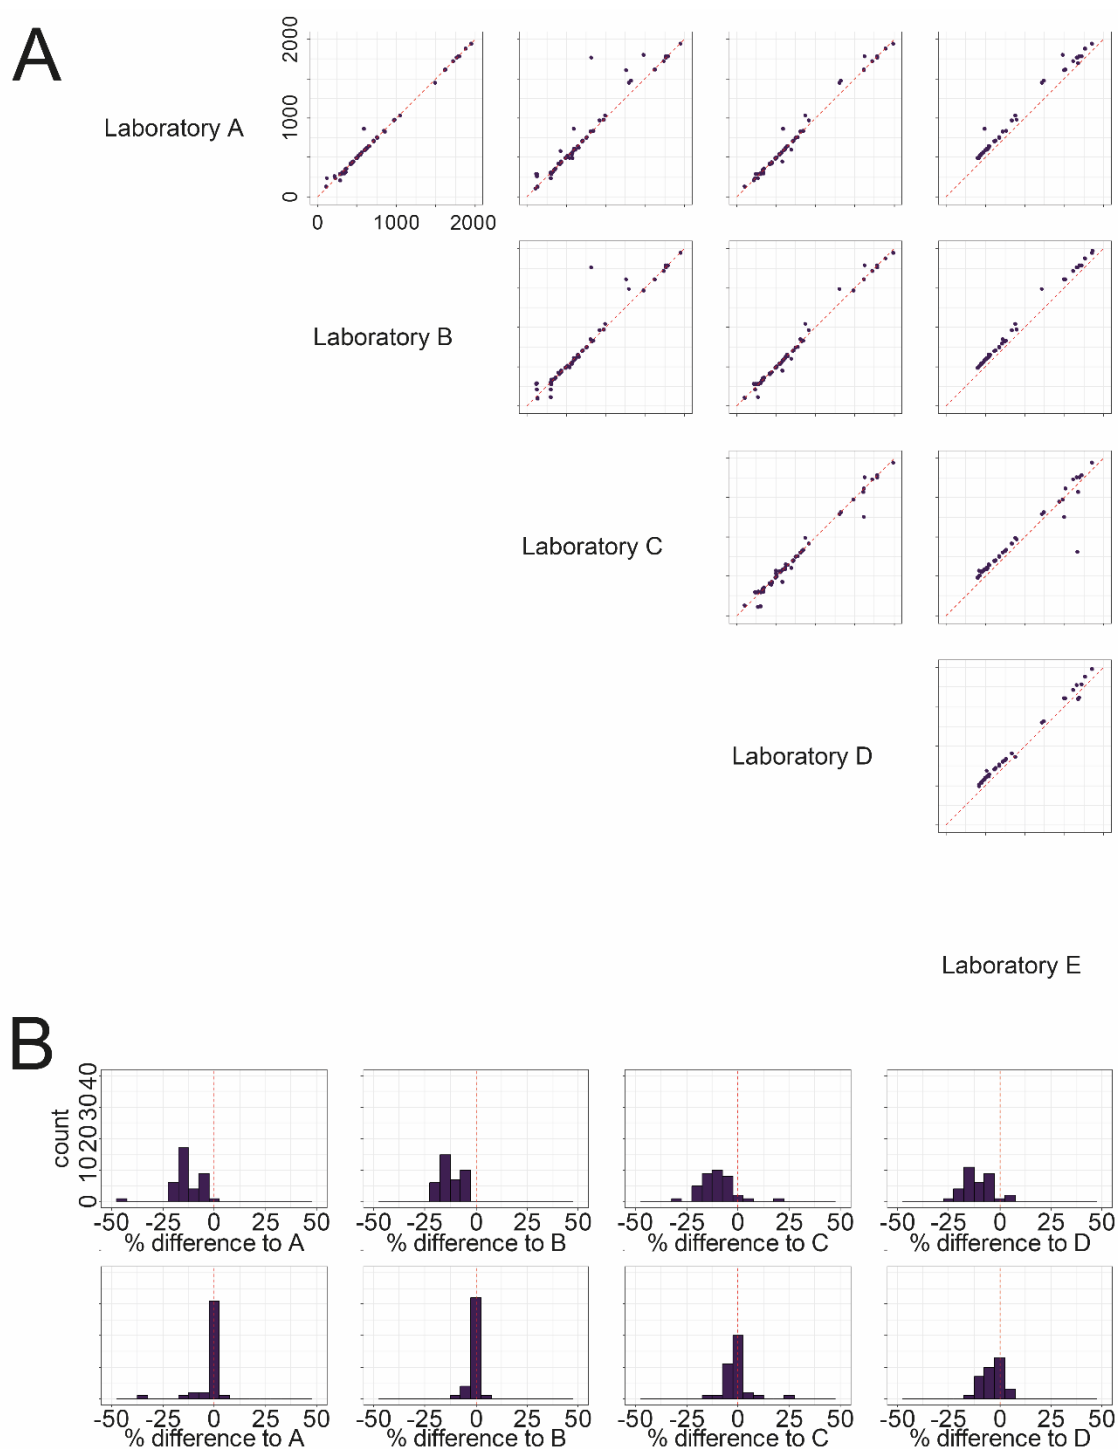 A
2000
Laboratory A
1000
0
0 1000 2000
Laboratory B
Laboratory C
Laboratory D
Laboratory E
B
count
0 10 20 30 40
-50 -25 0 25 50
% difference to A
-50 -25 0 25 50
% difference to B
-50 -25 0 25 50
% difference to C
-50 -25 0 25 50
% difference to D
-50 -25 0 25 50
% difference to A
-50 -25 0 25 50
% difference to B
-50 -25 0 25 50
% difference to C
-50 -25 0 25 50
% difference to D